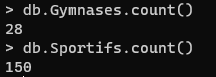 > db.Gymnases.count()
28
> db.Sportifs.count()
150